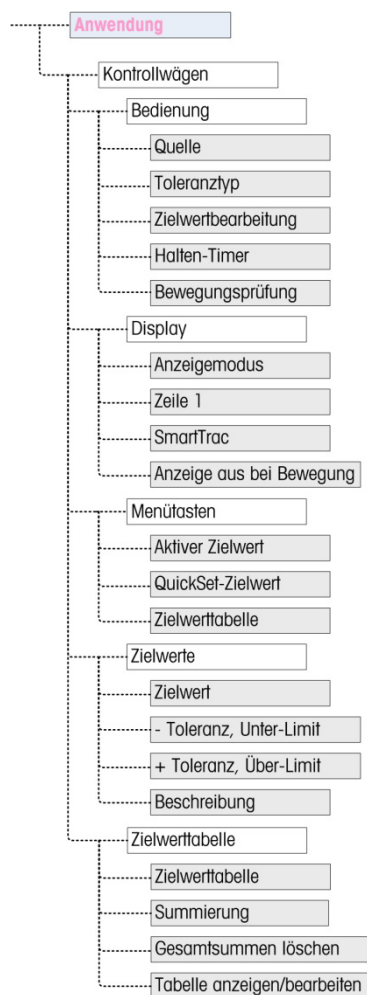 Anwendung
Kontrollwägen
Bedienung
Quelle
Toleranztyp
Zielwertbearbeitung
Halten-Timer
Bewegungsprüfung
Display
Anzeigemodus
Zeile 1
SmartTrac
Anzeige aus bei Bewegung
Menütasten
Aktiver Zielwert
QuickSet-Zielwert
Zielwerttabelle
Zielwerte
Zielwert
- Toleranz, Unter-Limit
+ Toleranz, Über-Limit
Beschreibung
Zielwerttabelle
Zielwerttabelle
Summierung
Gesamtsummen löschen
Tabelle anzeigen/bearbeiten